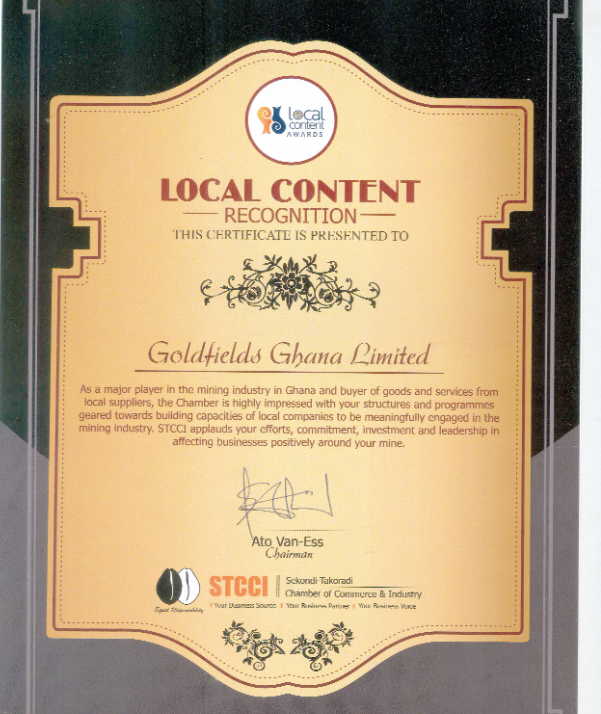 local
content
AWARDS
LOCAL CONTENT
RECOGNITION
THIS CERTIFICATE IS PRESENTED TO
Goldfields Ghana Limited
As a major player in the mining industry in Ghana and buyer of goods and services from
local suppliers, the Chamber is highly impressed with your structures and programmes
geared towards building capacities of local companies to be meaningfully engaged in the
mining industry. STCCI applauds your efforts, commitment, investment and leadership in
affecting businesses positively around your mine.
Ato Van-Ess
Chairman
STCCI
Sekondi-Takoradi
Chamber of Commerce & Industry
Your Business Source Your Business Partner Your Business Voice